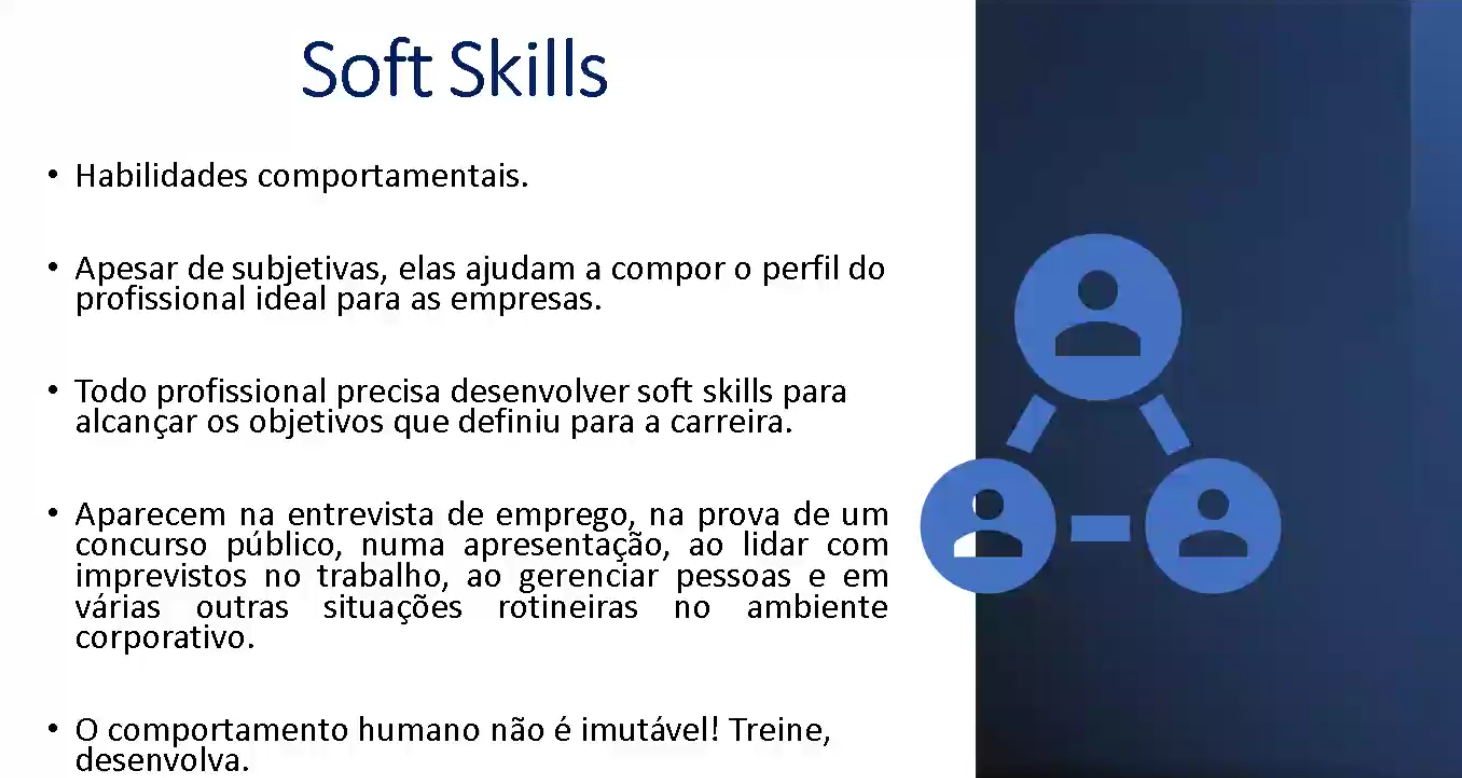 Soft Skills
• Habilidades comportamentais.
• Apesar de subjetivas, elas ajudam a compor o perfil do
profissional ideal para as empresas.
• Todo profissional precisa desenvolver soft skills para
alcançar os objetivos que definiu para a carreira.
• Aparecem na entrevista de emprego, na prova de um
concurso público, numa apresentação, ao lidar com
imprevistos no trabalho, ao gerenciar pessoas e em
várias outras situações rotineiras no ambiente
corporativo.
• O comportamento humano não é imutável! Treine,
desenvolva.